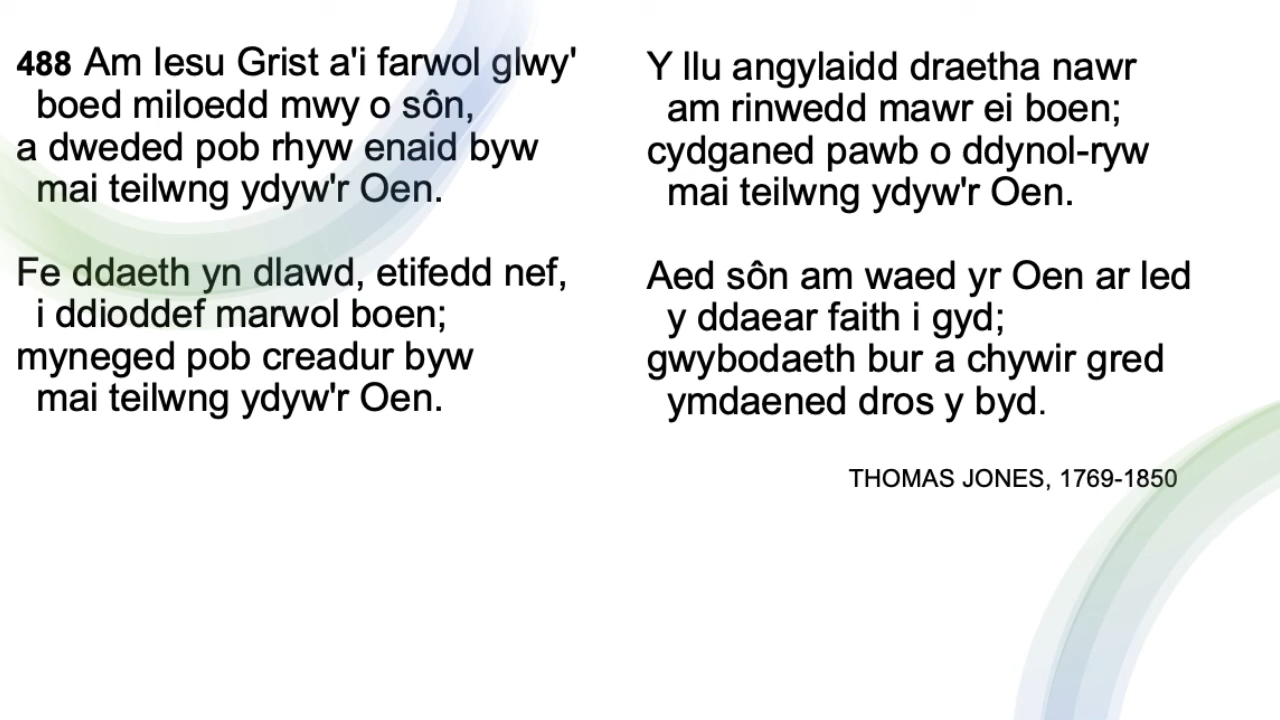 488 Am Iesu Grist a'i farwol glwy'
boed miloedd mwy o sôn,
a dweded pob rhyw enaid byw
mai teilwng ydyw'r Oen.
Fe ddaeth yn dlawd, etifedd nef,
i ddioddef marwol boen;
myneged pob creadur byw
mai teilwng ydyw'r Oen.
Y llu angylaidd draetha nawr
am rinwedd mawr ei boen;
cydganed pawb o ddynol-ryw
mai teilwng ydyw'r Oen.
Aed sôn am waed yr Oen ar led
y ddaear faith i gyd;
gwybodaeth bur a chywir gred
ymdaened dros y byd.
THOMAS JONES, 1769-1850